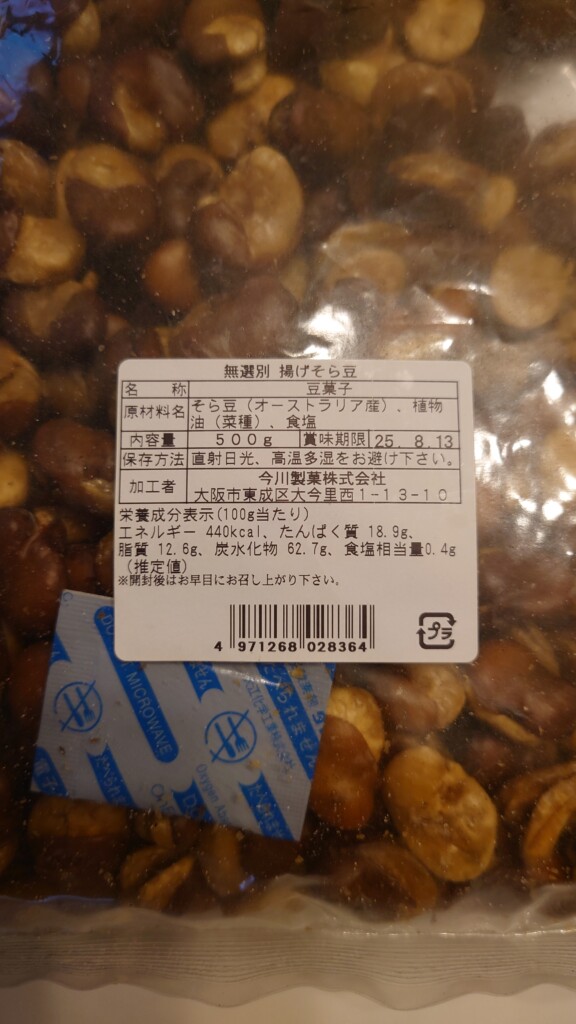 無選別 揚げそら豆
名 称 豆菓子
原材料名 そら豆（オーストラリア産）、植物
油（菜種）、食塩
内容量 500g 賞味期限 25. 8.13
保存方法 直射日光、高温多湿をお避け下さい。
加工者 今川製菓株式会社
大阪市東成区大今里西1-13-10
栄養成分表示(100g当たり)
エネルギー 440kcal、たんぱく質 18.9g、
脂質 12.6g、炭水化物 62.7g、食塩相当量0.4g
(推定値)
※開封後はお早目にお召し上がり下さい。
4 971268 028364
プラ
MICROWAVE
られません
Oxygen